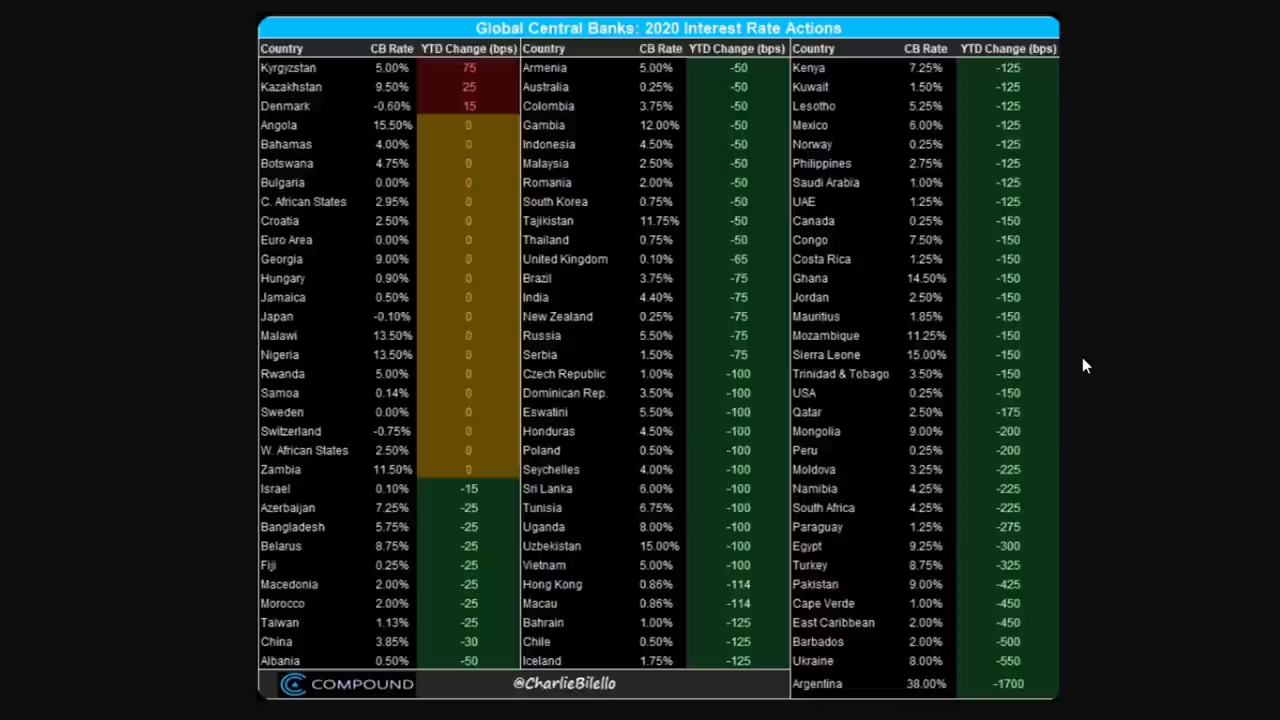 Global Central Banks: 2020 Interest Rate Actions
Country CB Rate YTD Change (bps) Country CB Rate YTD Change (bps) Country CB Rate YTD Change (bps)
Kyrgyzstan 5.00% 75 Armenia 5.00% -50 Kenya 7.25% -125
Kazakhstan 9.50% 25 Australia 0.25% -50 Kuwait 1.50% -125
Denmark -0.60% 15 Colombia 3.75% -50 Lesotho 5.25% -125
Angola 15.50% 0 Gambia 12.00% -50 Mexico 6.00% -125
Bahamas 4.00% 0 Indonesia 4.50% -50 Norway 0.25% -125
Botswana 4.75% 0 Malaysia 2.50% -50 Philippines 2.75% -125
Bulgaria 0.00% 0 Romania 2.00% -50 Saudi Arabia 1.00% -125
C. African States 2.95% 0 South Korea 0.75% -50 UAE 1.25% -125
Croatia 2.50% 0 Tajikistan 11.75% -50 Canada 0.25% -150
Euro Area 0.00% 0 Thailand 0.75% -50 Congo 7.50% -150
Georgia 9.00% 0 United Kingdom 0.10% -65 Costa Rica 1.25% -150
Hungary 0.90% 0 Brazil 3.75% -75 Ghana 14.50% -150
Jamaica 0.50% 0 India 4.40% -75 Jordan 2.50% -150
Japan -0.10% 0 New Zealand 0.25% -75 Mauritius 1.85% -150
Malawi 13.50% 0 Russia 5.50% -75 Mozambique 11.25% -150
Nigeria 13.50% 0 Serbia 1.50% -75 Sierra Leone 15.00% -150
Rwanda 5.00% 0 Czech Republic 1.00% -100 Trinidad & Tobago 3.50% -150
Samoa 0.14% 0 Dominican Rep. 3.50% -100 USA 0.25% -150
Sweden 0.00% 0 Eswatini 5.50% -100 Qatar 2.50% -175
Switzerland -0.75% 0 Honduras 4.50% -100 Mongolia 9.00% -200
W. African States 2.50% 0 Poland 0.50% -100 Peru 0.25% -200
Zambia 11.50% 0 Seychelles 4.00% -100 Moldova 3.25% -225
Israel 0.10% -15 Sri Lanka 6.00% -100 Namibia 4.25% -225
Azerbaijan 7.25% -25 Tunisia 6.75% -100 South Africa 4.25% -225
Bangladesh 5.75% -25 Uganda 8.00% -100 Paraguay 1.25% -275
Belarus 8.75% -25 Uzbekistan 15.00% -100 Egypt 9.25% -300
Fiji 0.25% -25 Vietnam 5.00% -100 Turkey 8.75% -325
Macedonia 2.00% -25 Hong Kong 0.86% -114 Pakistan 9.00% -425
Morocco 2.00% -25 Macau 0.86% -114 Cape Verde 1.00% -450
Taiwan 1.13% -25 Bahrain 1.00% -125 East Caribbean 2.00% -450
China 3.85% -30 Chile 0.50% -125 Barbados 2.00% -500
Albania 0.50% -50 Iceland 1.75% -125 Ukraine 8.00% -550
COMPOUND @CharlieBilello Argentina 38.00% -1700